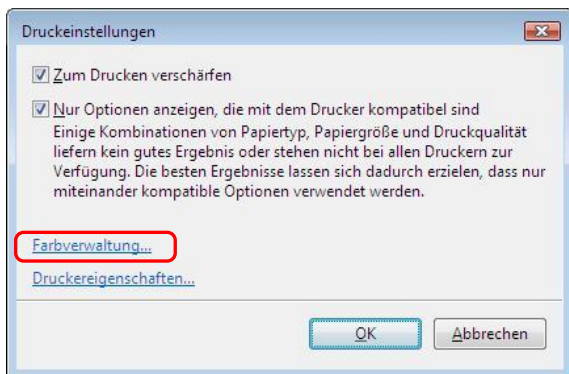 Druckeinstellungen
Zum Drucken verschärfen
Nur Optionen anzeigen, die mit dem Drucker kompatibel sind
Einige Kombinationen von Papiertyp, Papiergröße und Druckqualität
liefern kein gutes Ergebnis oder stehen nicht bei allen Druckern zur
Verfügung. Die besten Ergebnisse lassen sich dadurch erzielen, dass nur
miteinander kompatible Optionen verwendet werden.
Farbverwaltung...
Druckereigenschaften...
OK Abbrechen